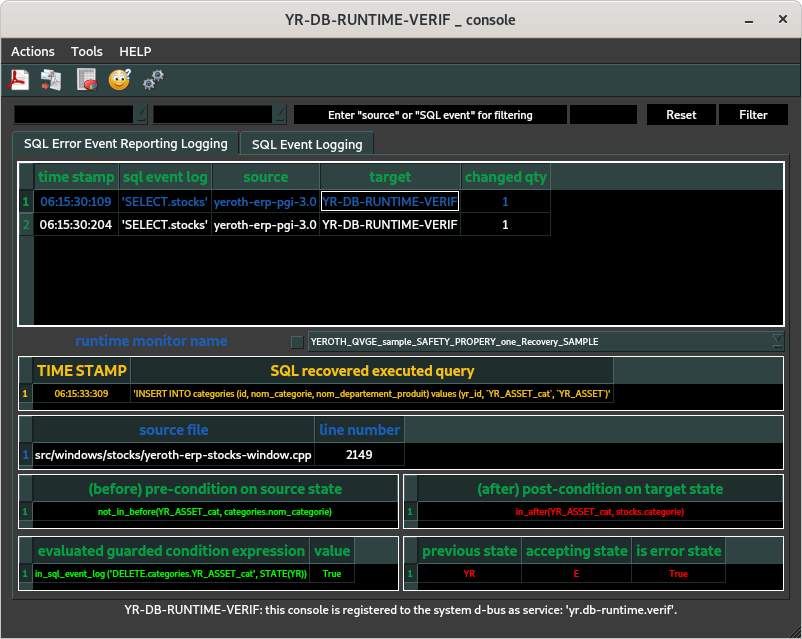 YR-DB-RUNTIME-VERIF _ console
Actions Tools HELP
Enter "source" or "SQL event" for filtering Reset Filter
SQL Error Event Reporting Logging SQL Event Logging
time stamp sql event log source target changed qty
1 06:15:30:109 'SELECT.stocks' yeroth-erp-pgi-3.0 YR-DB-RUNTIME-VERIF 1
2 06:15:30:204 'SELECT.stocks' yeroth-erp-pgi-3.0 YR-DB-RUNTIME-VERIF 1
runtime monitor name YEROTH_QVGE_sample_SAFETY_PROPERY_one_Recovery_SAMPLE
TIME STAMP SQL recovered executed query
1 06:15:33:309 'INSERT INTO categories (id, nom_categorie, nom_departement_produit) values (yr_id, `YR_ASSET_cat`, `YR_ASSET`)'
source file line number
1 src/windows/stocks/yeroth-erp-stocks-window.cpp 2149
(before) pre-condition on source state
1 not_in_before(YR_ASSET_cat, categories.nom_categorie)
(after) post-condition on target state
1 in_after(YR_ASSET_cat, stocks.categorie)
evaluated guarded condition expression value
1 in_sql_event_log ('DELETE.categories.YR_ASSET_cat', STATE(YR)) True
previous state accepting state is error state
1 YR E True
YR-DB-RUNTIME-VERIF: this console is registered to the system d-bus as service: 'yr.db-runtime.verif'.